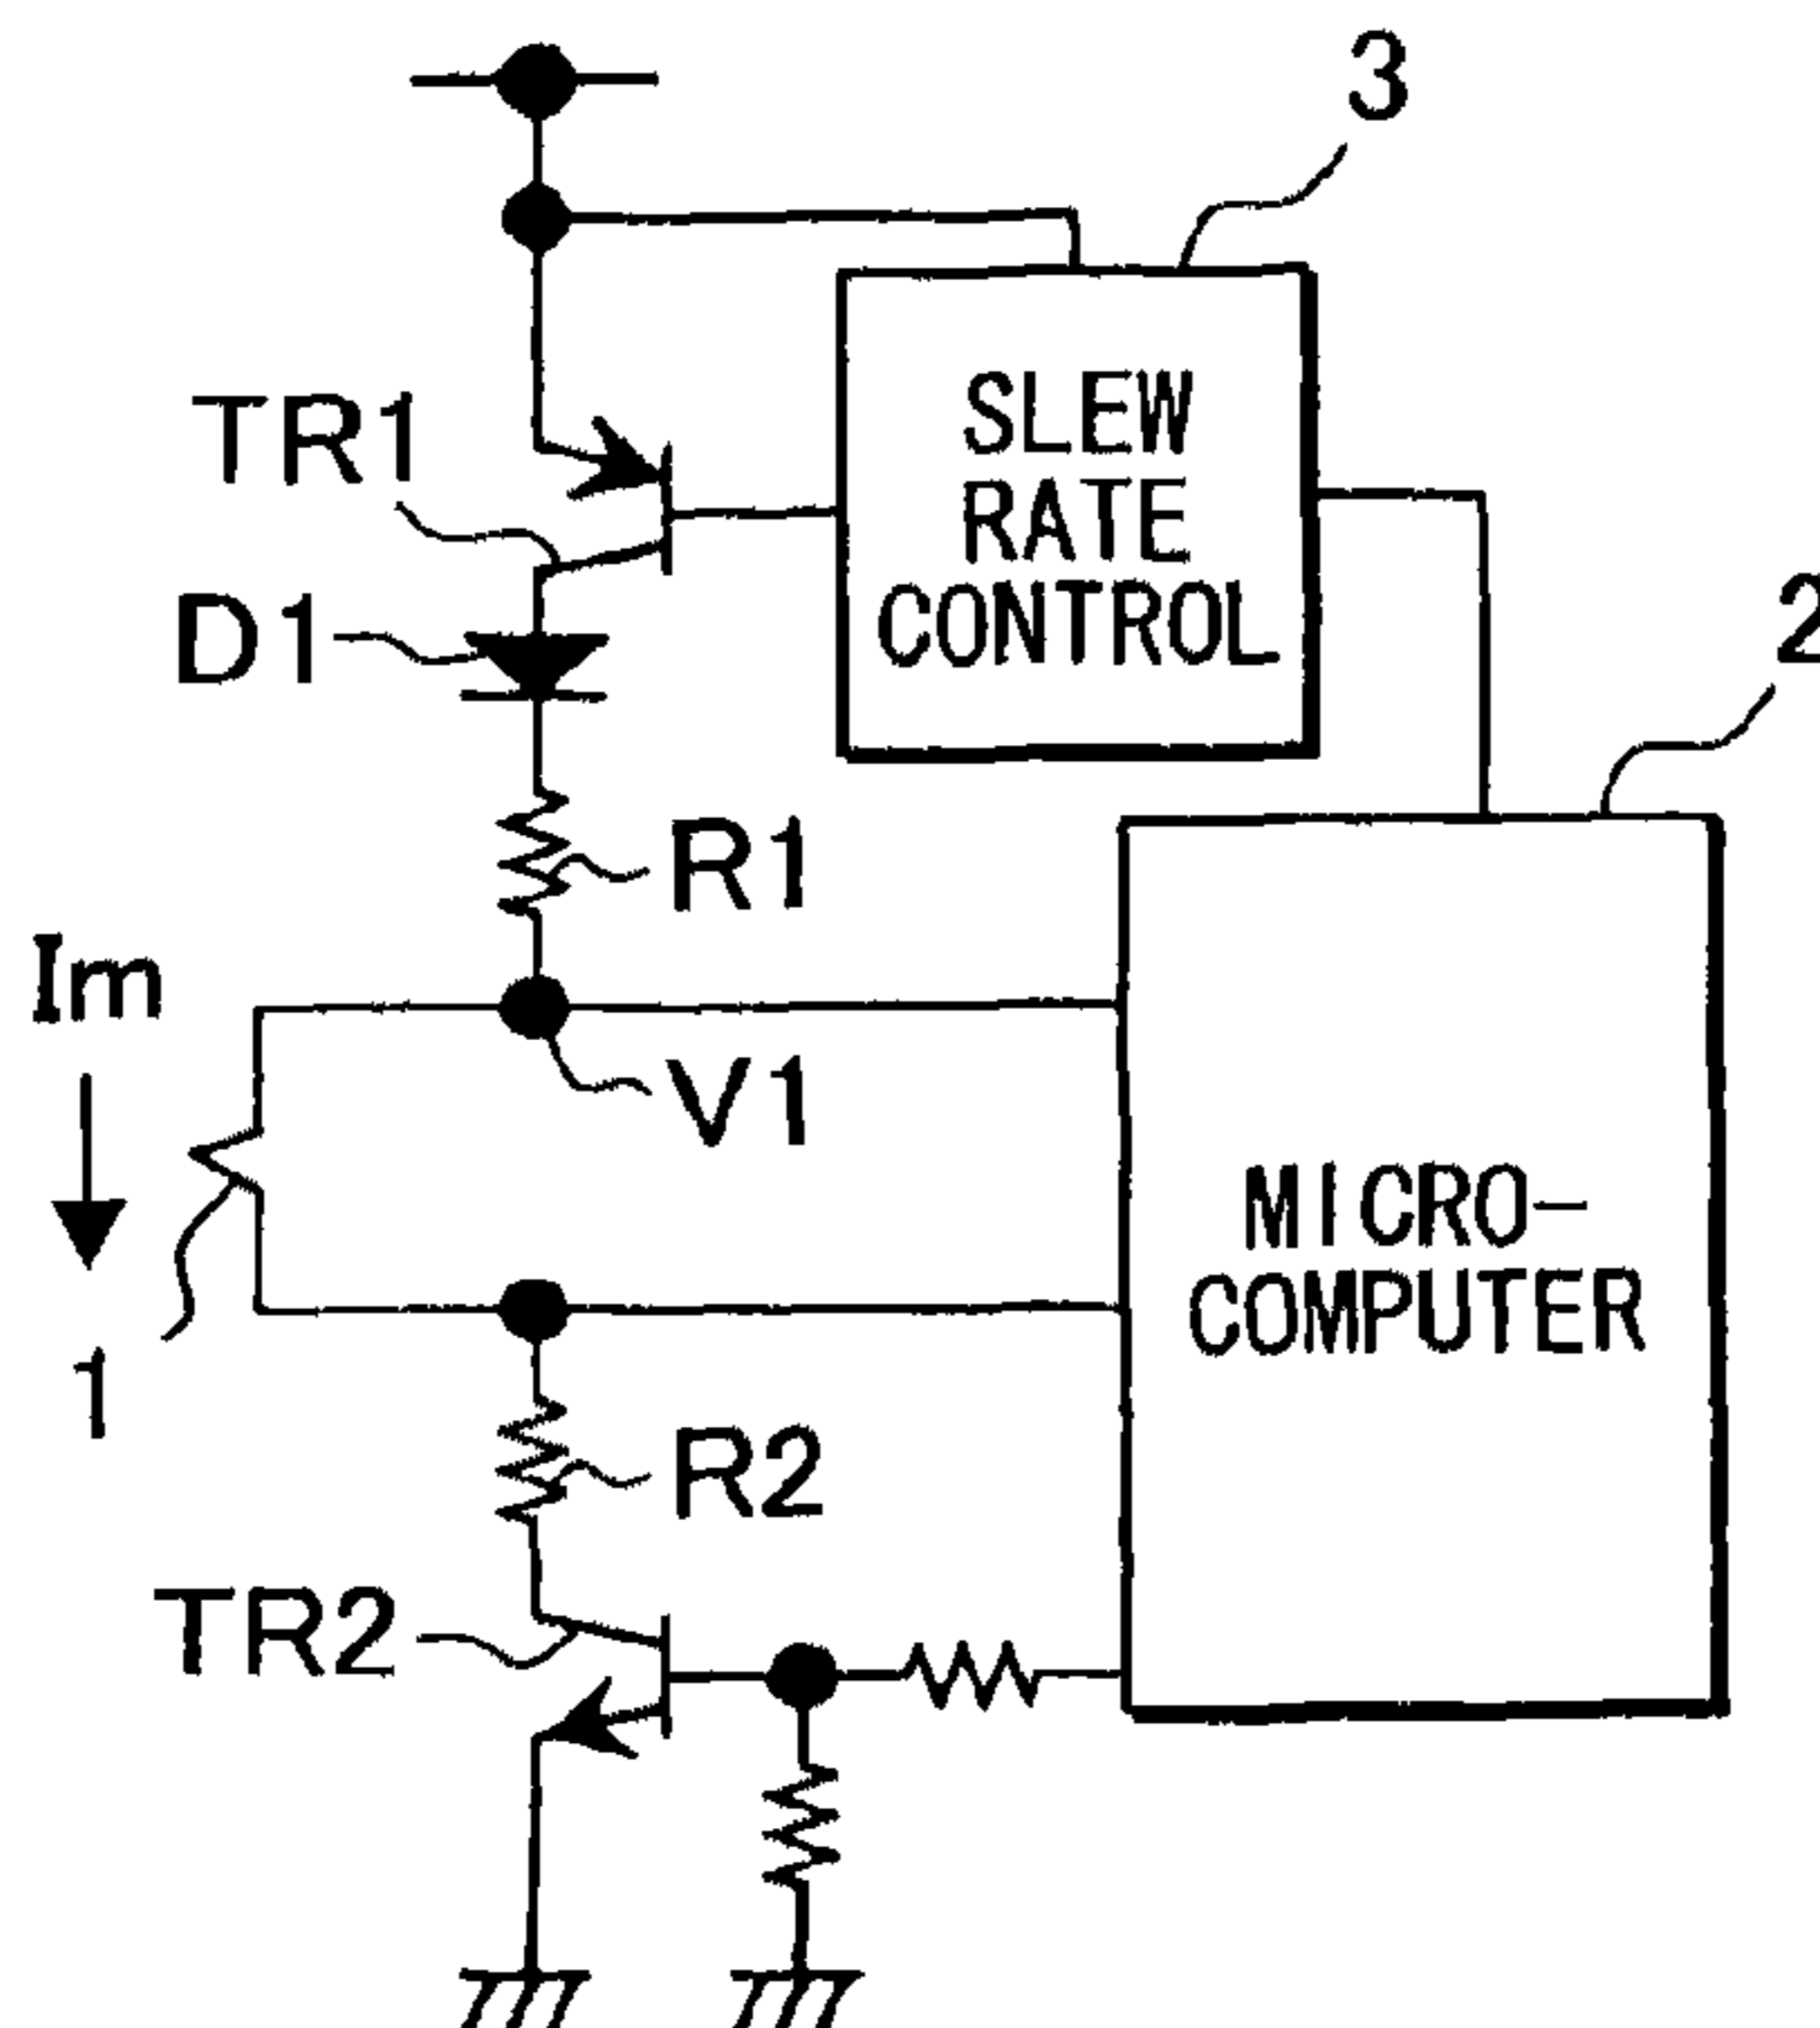 3
TR1
SLEW
RATE
CONTROL
D1
2
R1
Im
V1
MICRO-
COMPUTER
1
R2
TR2